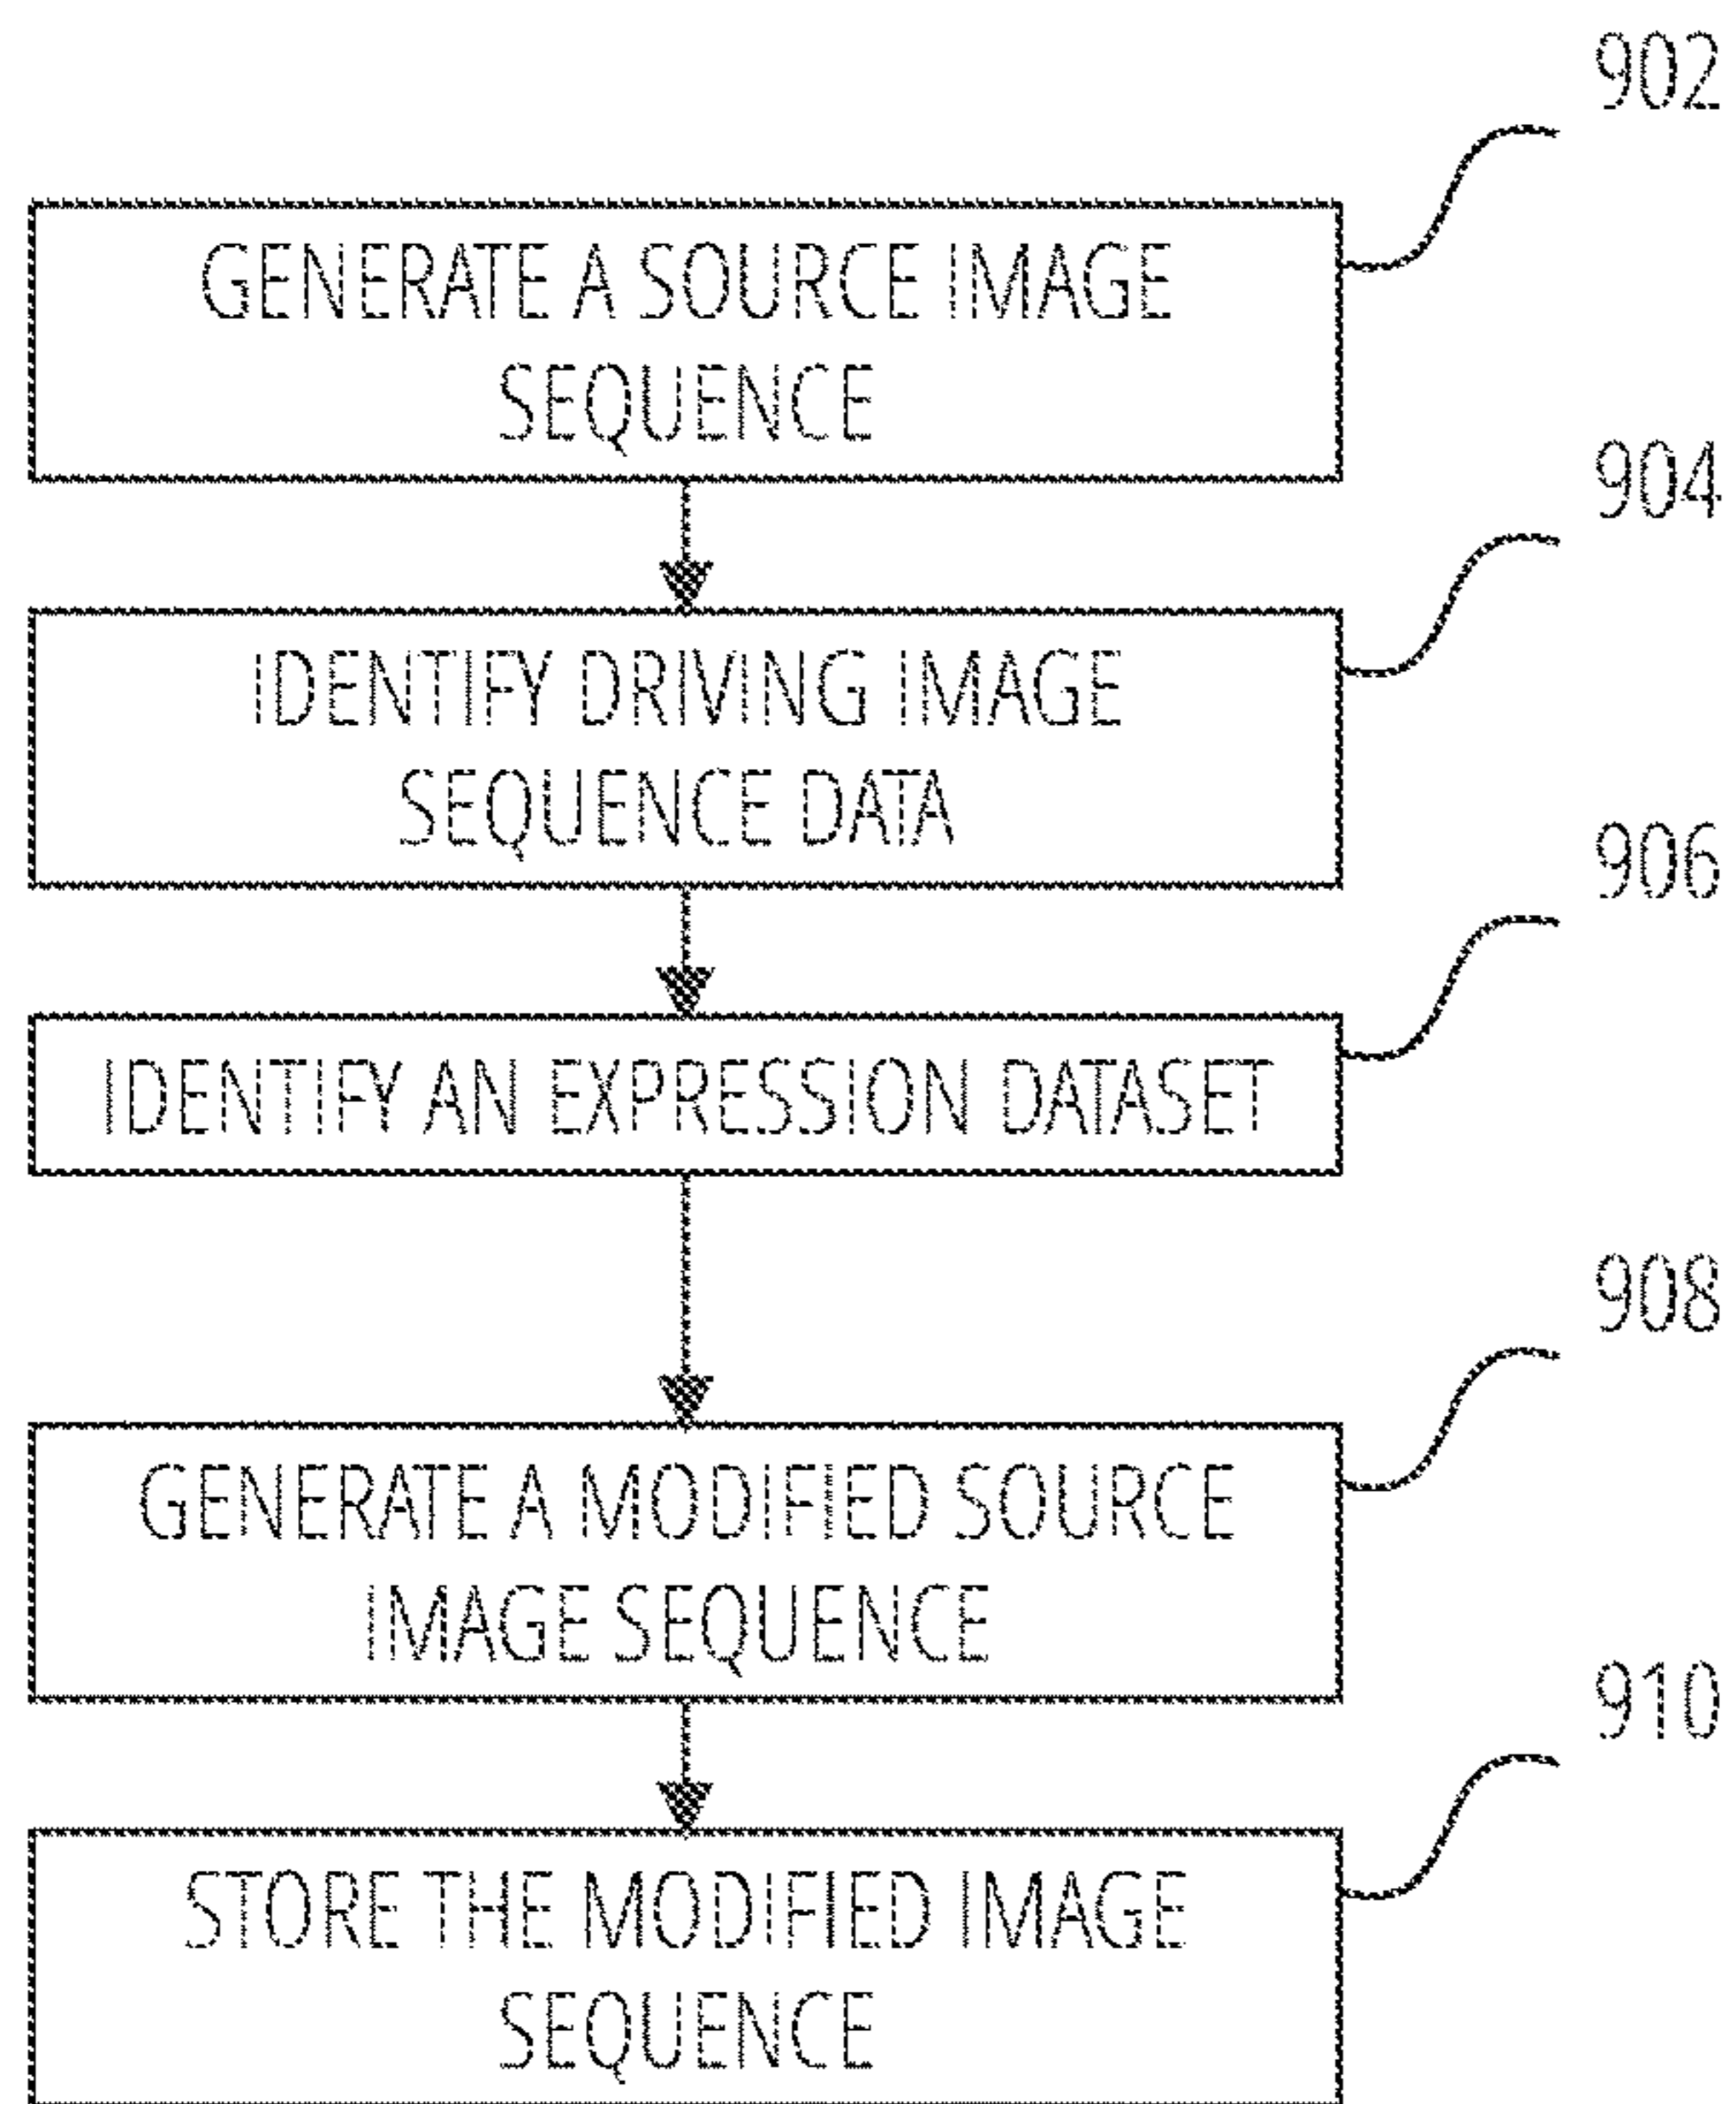 902
GENERATE A SOURCE IMAGE
SEQUENCE
904
IDENTIFY DRIVING IMAGE
SEQUENCE DATA
906
IDENTIFY AN EXPRESSION DATASET
908
GENERATE A MODIFIED SOURCE
IMAGE SEQUENCE
910
STORE THE MODIFIED IMAGE
SEQUENCE